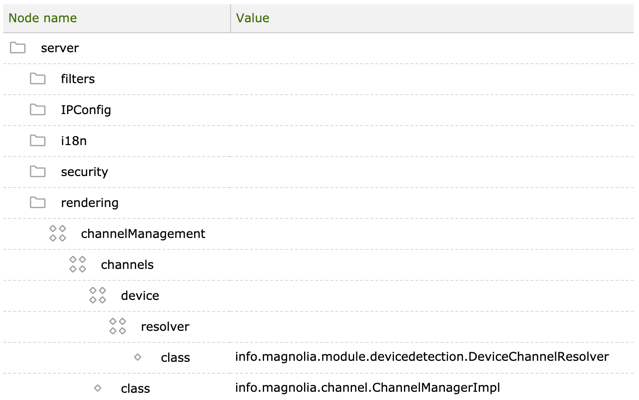 Node name Value
server
filters
IPConfig
i18n
security
rendering
channelManagement
channels
device
resolver
class info.magnolia.module.devicedetection.DeviceChannelResolver
class info.magnolia.channel.ChannelManagerImpl